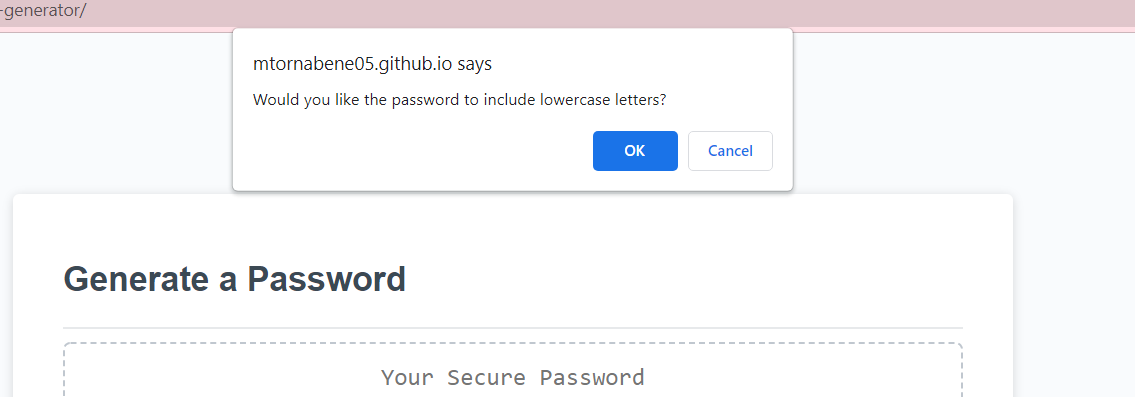 -generator/
mtornabene05.github.io says
Would you like the password to include lowercase letters?
OK Cancel
Generate a Password
Your Secure Password